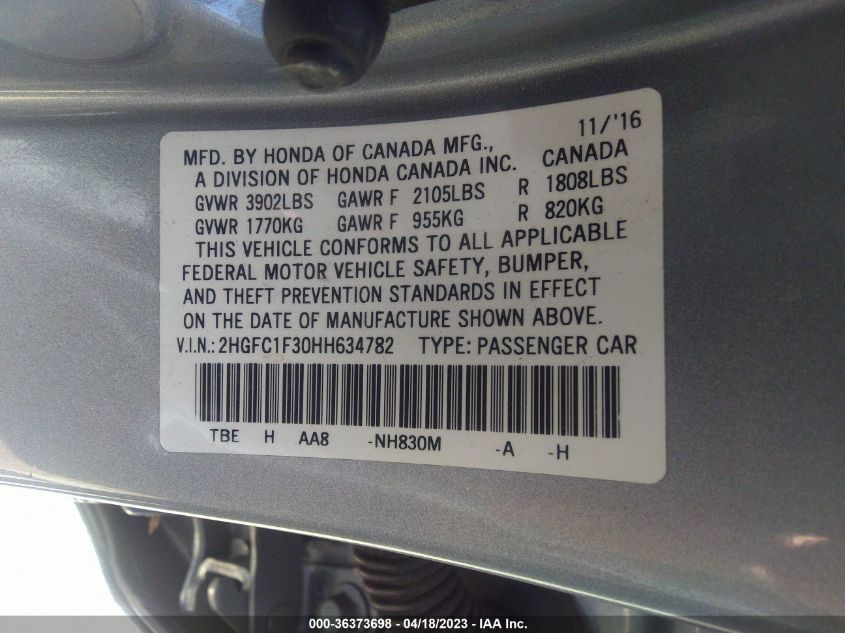 11/'16
MFD. BY HONDA OF CANADA MFG.,
A DIVISION OF HONDA CANADA INC. CANADA
GVWR 3902LBS GAWR F 2105LBS R 1808LBS
GVWR 1770KG GAWR F 955KG R 820KG
THIS VEHICLE CONFORMS TO ALL APPLICABLE
FEDERAL MOTOR VEHICLE SAFETY, BUMPER,
AND THEFT PREVENTION STANDARDS IN EFFECT
ON THE DATE OF MANUFACTURE SHOWN ABOVE.
V.I.N.: 2HGFC1F30HH634782 TYPE: PASSENGER CAR
TBE H AA8 -NH830M -A -H
000-36373698 - 04/18/2023 - IAA Inc.